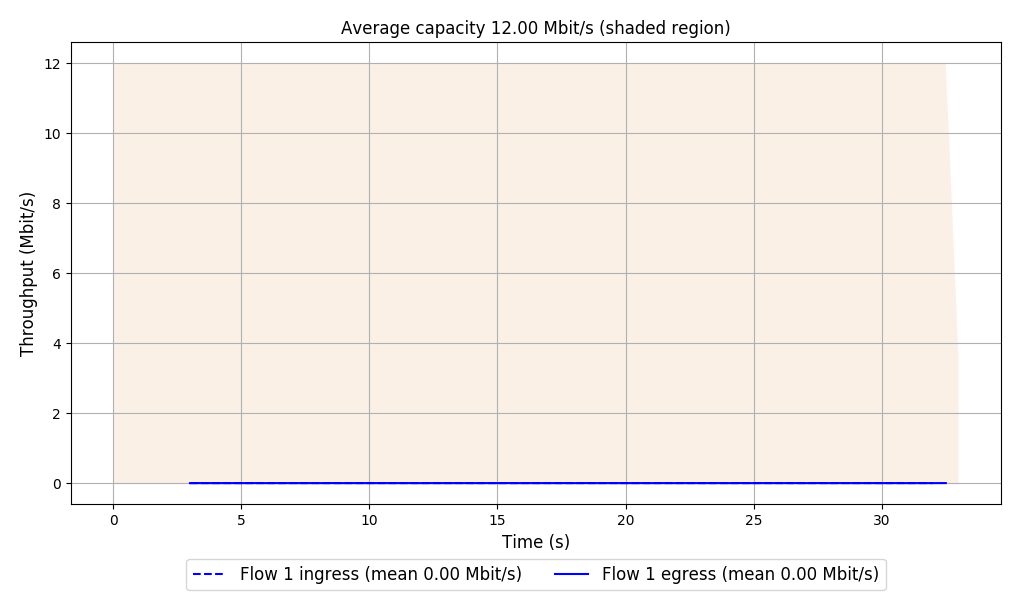 Average capacity 12.00 Mbit/s (shaded region)
Throughput (Mbit/s)
12
10
8
6
4
2
0
0 5 10 15 20 25 30
Time (s)
Flow 1 ingress (mean 0.00 Mbit/s) Flow 1 egress (mean 0.00 Mbit/s)